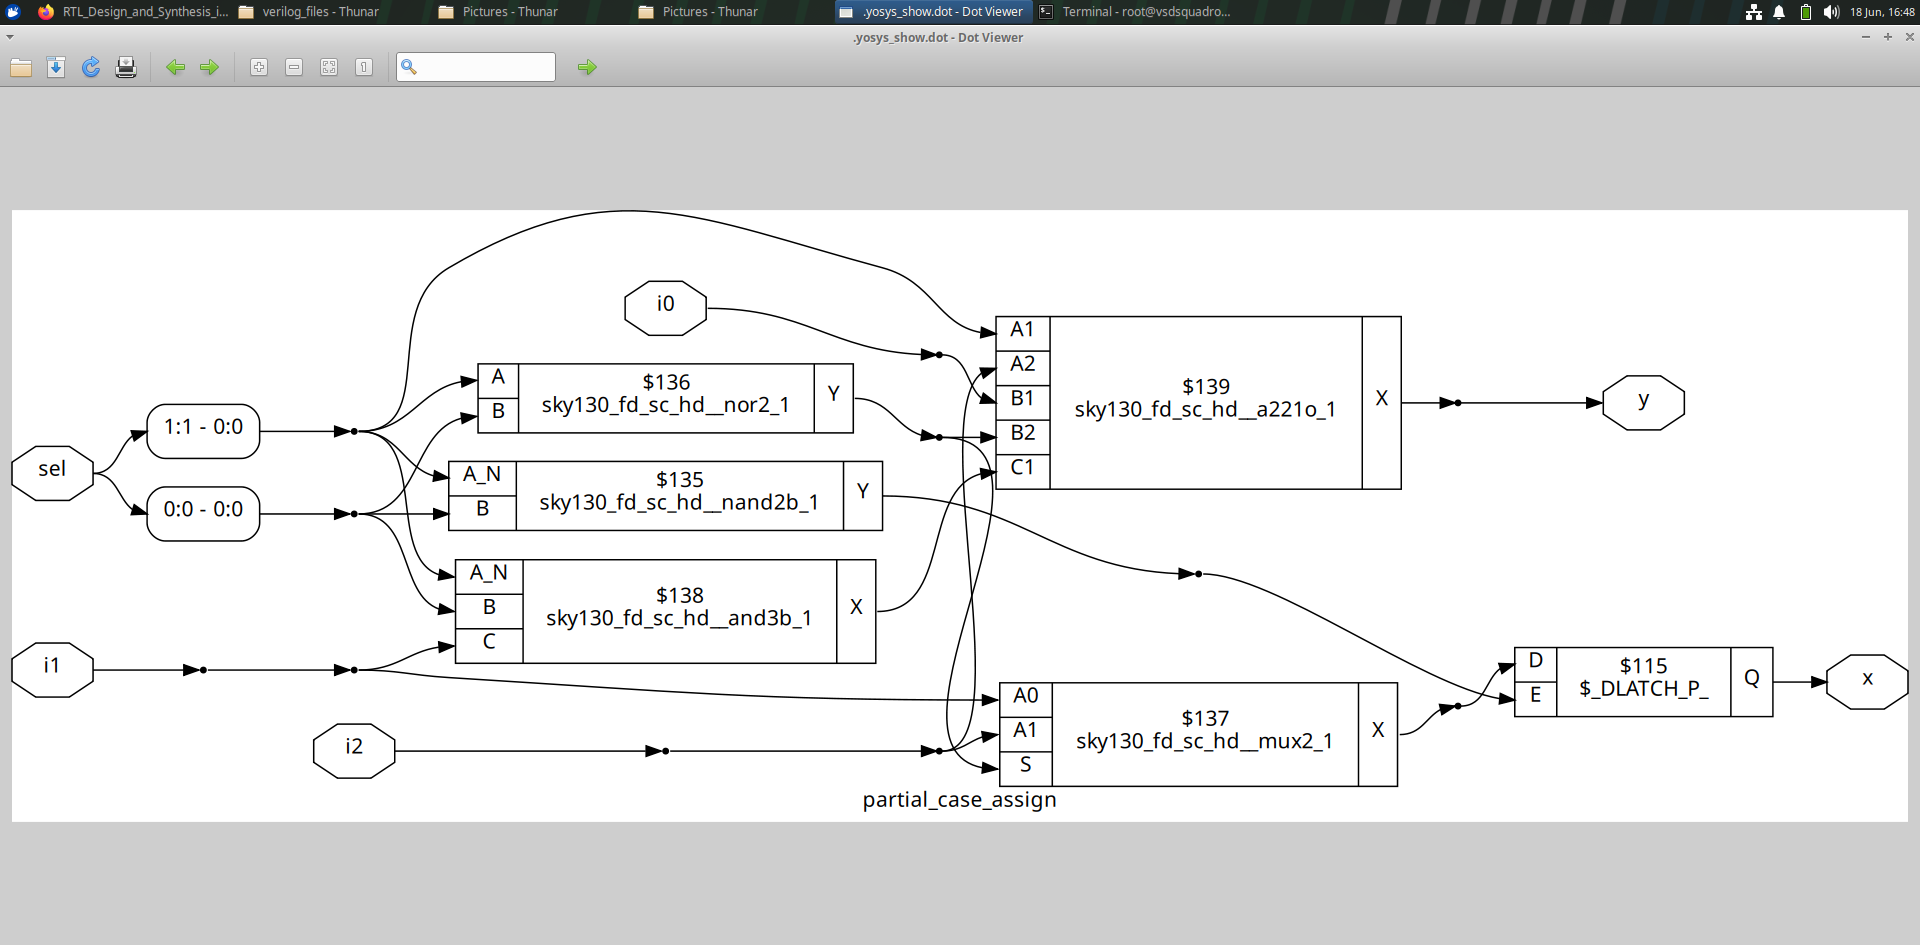 RTL_Design_and_Synthesis_i...
verilog_files - Thunar
Pictures - Thunar
Pictures - Thunar
.yosys_show.dot - Dot Viewer
Terminal - root@vsdsquadro...
18 Jun, 16:48
.yosys_show.dot - Dot Viewer
i0
A1
A2
B1
B2
C1
$139
sky130_fd_sc_hd__a221o_1
X
y
A
B
$136
sky130_fd_sc_hd__nor2_1
Y
sel
1:1 - 0:0
0:0 - 0:0
A_N
B
$135
sky130_fd_sc_hd__nand2b_1
Y
A_N
B
C
$138
sky130_fd_sc_hd__and3b_1
X
i1
i2
A0
A1
S
$137
sky130_fd_sc_hd__mux2_1
X
D
E
$115
$_DLATCH_P_
Q
x
partial_case_assign